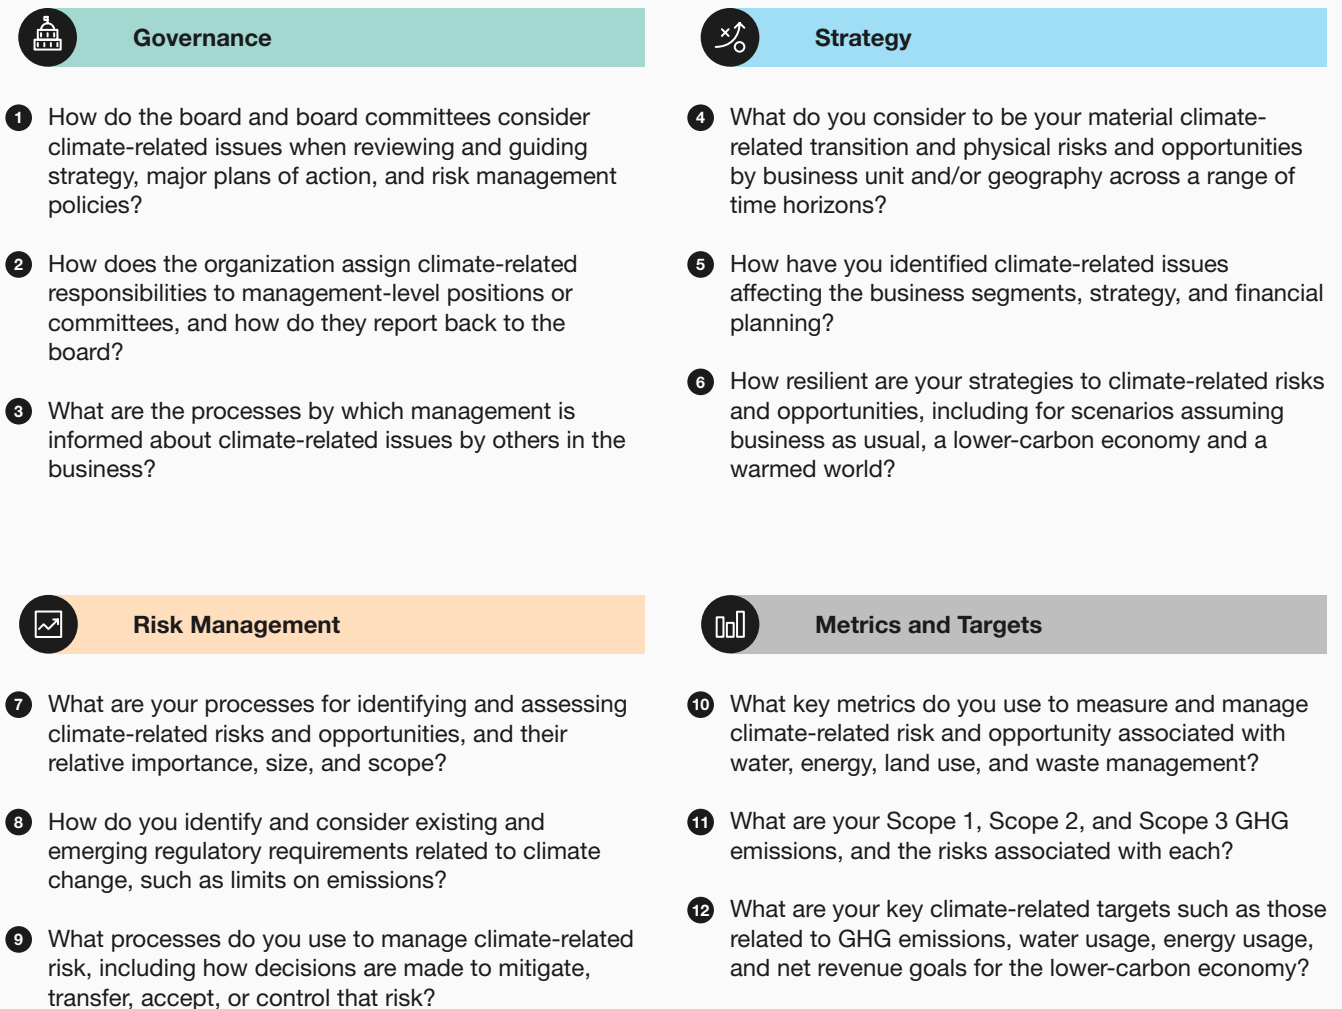 Governance
1 How do the board and board committees consider
climate-related issues when reviewing and guiding
strategy, major plans of action, and risk management
policies?
2 How does the organization assign climate-related
responsibilities to management-level positions or
committees, and how do they report back to the
board?
3 What are the processes by which management is
informed about climate-related issues by others in the
business?
Strategy
4 What do you consider to be your material climate-
related transition and physical risks and opportunities
by business unit and/or geography across a range of
time horizons?
5 How have you identified climate-related issues
affecting the business segments, strategy, and financial
planning?
6 How resilient are your strategies to climate-related risks
and opportunities, including for scenarios assuming
business as usual, a lower-carbon economy and a
warmed world?
Risk Management
7 What are your processes for identifying and assessing
climate-related risks and opportunities, and their
relative importance, size, and scope?
8 How do you identify and consider existing and
emerging regulatory requirements related to climate
change, such as limits on emissions?
9 What processes do you use to manage climate-related
risk, including how decisions are made to mitigate,
transfer, accept, or control that risk?
Metrics and Targets
10 What key metrics do you use to measure and manage
climate-related risk and opportunity associated with
water, energy, land use, and waste management?
11 What are your Scope 1, Scope 2, and Scope 3 GHG
emissions, and the risks associated with each?
12 What are your key climate-related targets such as those
related to GHG emissions, water usage, energy usage,
and net revenue goals for the lower-carbon economy?